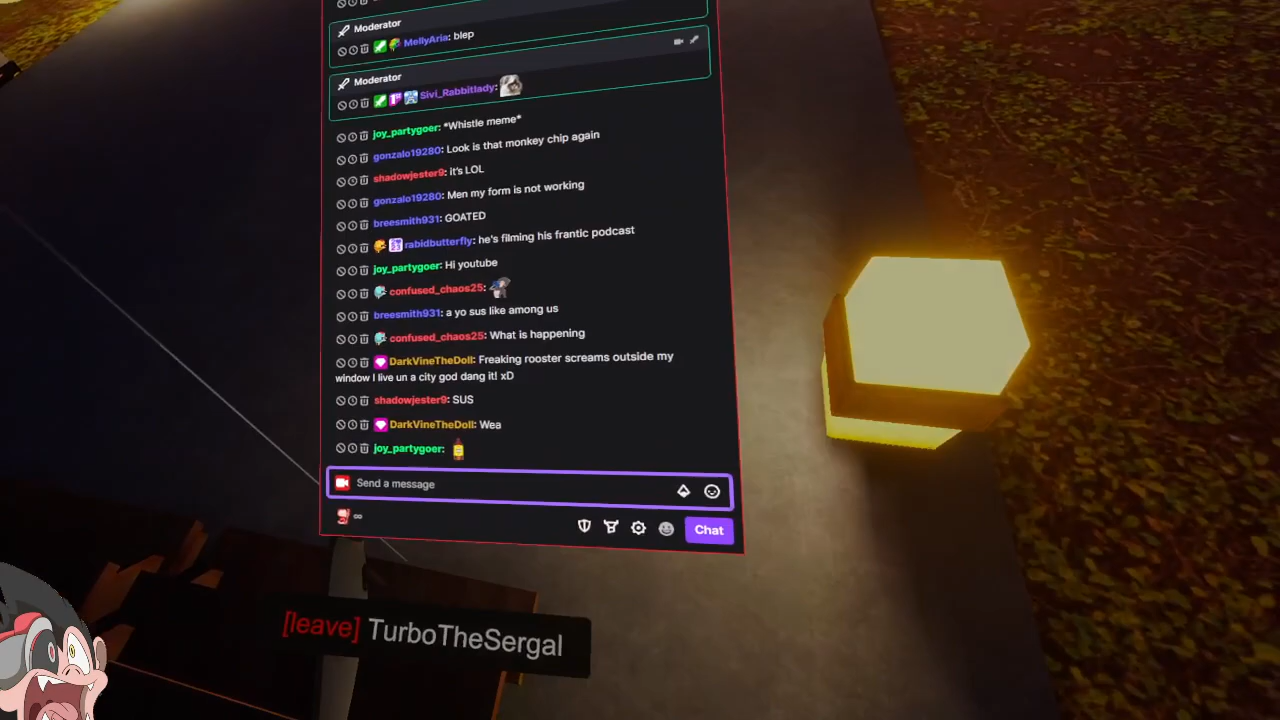 Moderator
MellyAria: blep
Moderator
Sivi_Rabbitlady:
joy_partygoer: *Whistle meme*
gonzalo19280: Look is that monkey chip again
shadowjester9: it's LOL
gonzalo19280: Men my form is not working
breesmith931: GOATED
rabidbutterfly: he's filming his frantic podcast
joy_partygoer: Hi youtube
confused_chaos25:
breesmith931: a yo sus like among us
confused_chaos25: What is happening
DarkVineTheDoll: Freaking rooster screams outside my
window I live un a city god dang it! xD
shadowjester9: SUS
DarkVineTheDoll: Wea
joy_partygoer:
Send a message
∞
Chat
[leave] TurboTheSergal